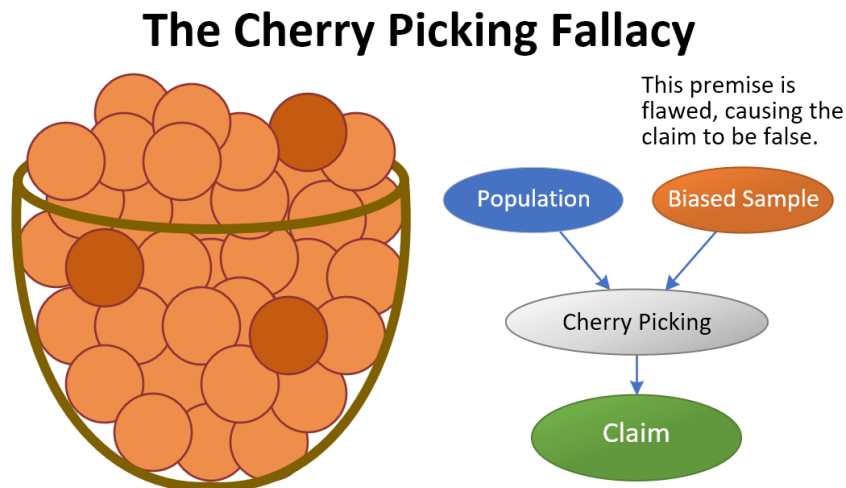 The Cherry Picking Fallacy
This premise is
flawed, causing the
claim to be false.
Population
Biased Sample
Cherry Picking
Claim